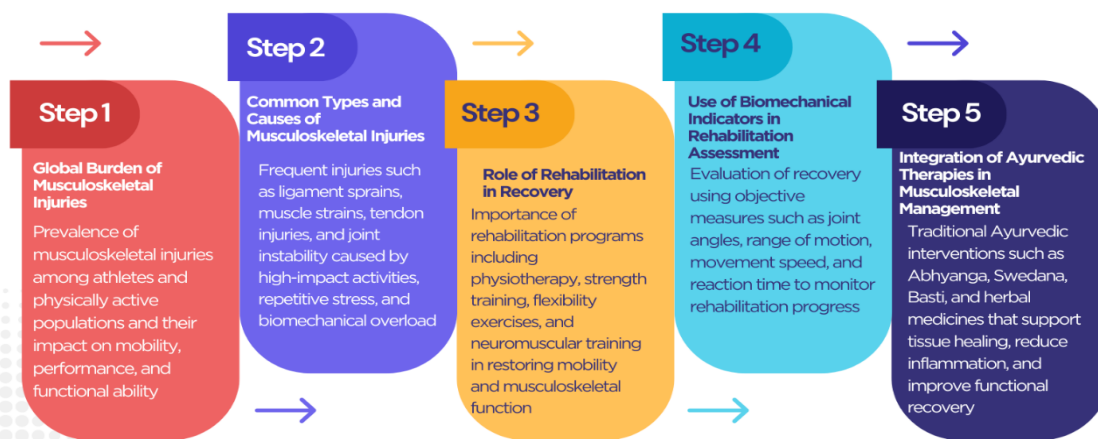 Step 1
Global Burden of
Musculoskeletal
Injuries
Prevalence of
musculoskeletal injuries
among athletes and
physically active
populations and their
impact on mobility,
performance, and
functional ability
Step 2
Common Types and
Causes of
Musculoskeletal Injuries
Frequent injuries such
as ligament sprains,
muscle strains, tendon
injuries, and joint
instability caused by
high-impact activities,
repetitive stress, and
biomechanical overload
Step 3
Role of Rehabilitation
in Recovery
Importance of
rehabilitation programs
including
physiotherapy, strength
training, flexibility
exercises, and
neuromuscular training
in restoring mobility
and musculoskeletal
function
Step 4
Use of Biomechanical
Indicators in
Rehabilitation
Assessment
Evaluation of recovery
using objective
measures such as joint
angles, range of motion,
movement speed, and
reaction time to monitor
rehabilitation progress
Step 5
Integration of Ayurvedic
Therapies in
Musculoskeletal
Management
Traditional Ayurvedic
interventions such as
Abhyanga, Swedana,
Basti, and herbal
medicines that support
tissue healing, reduce
inflammation, and
improve functional
recovery